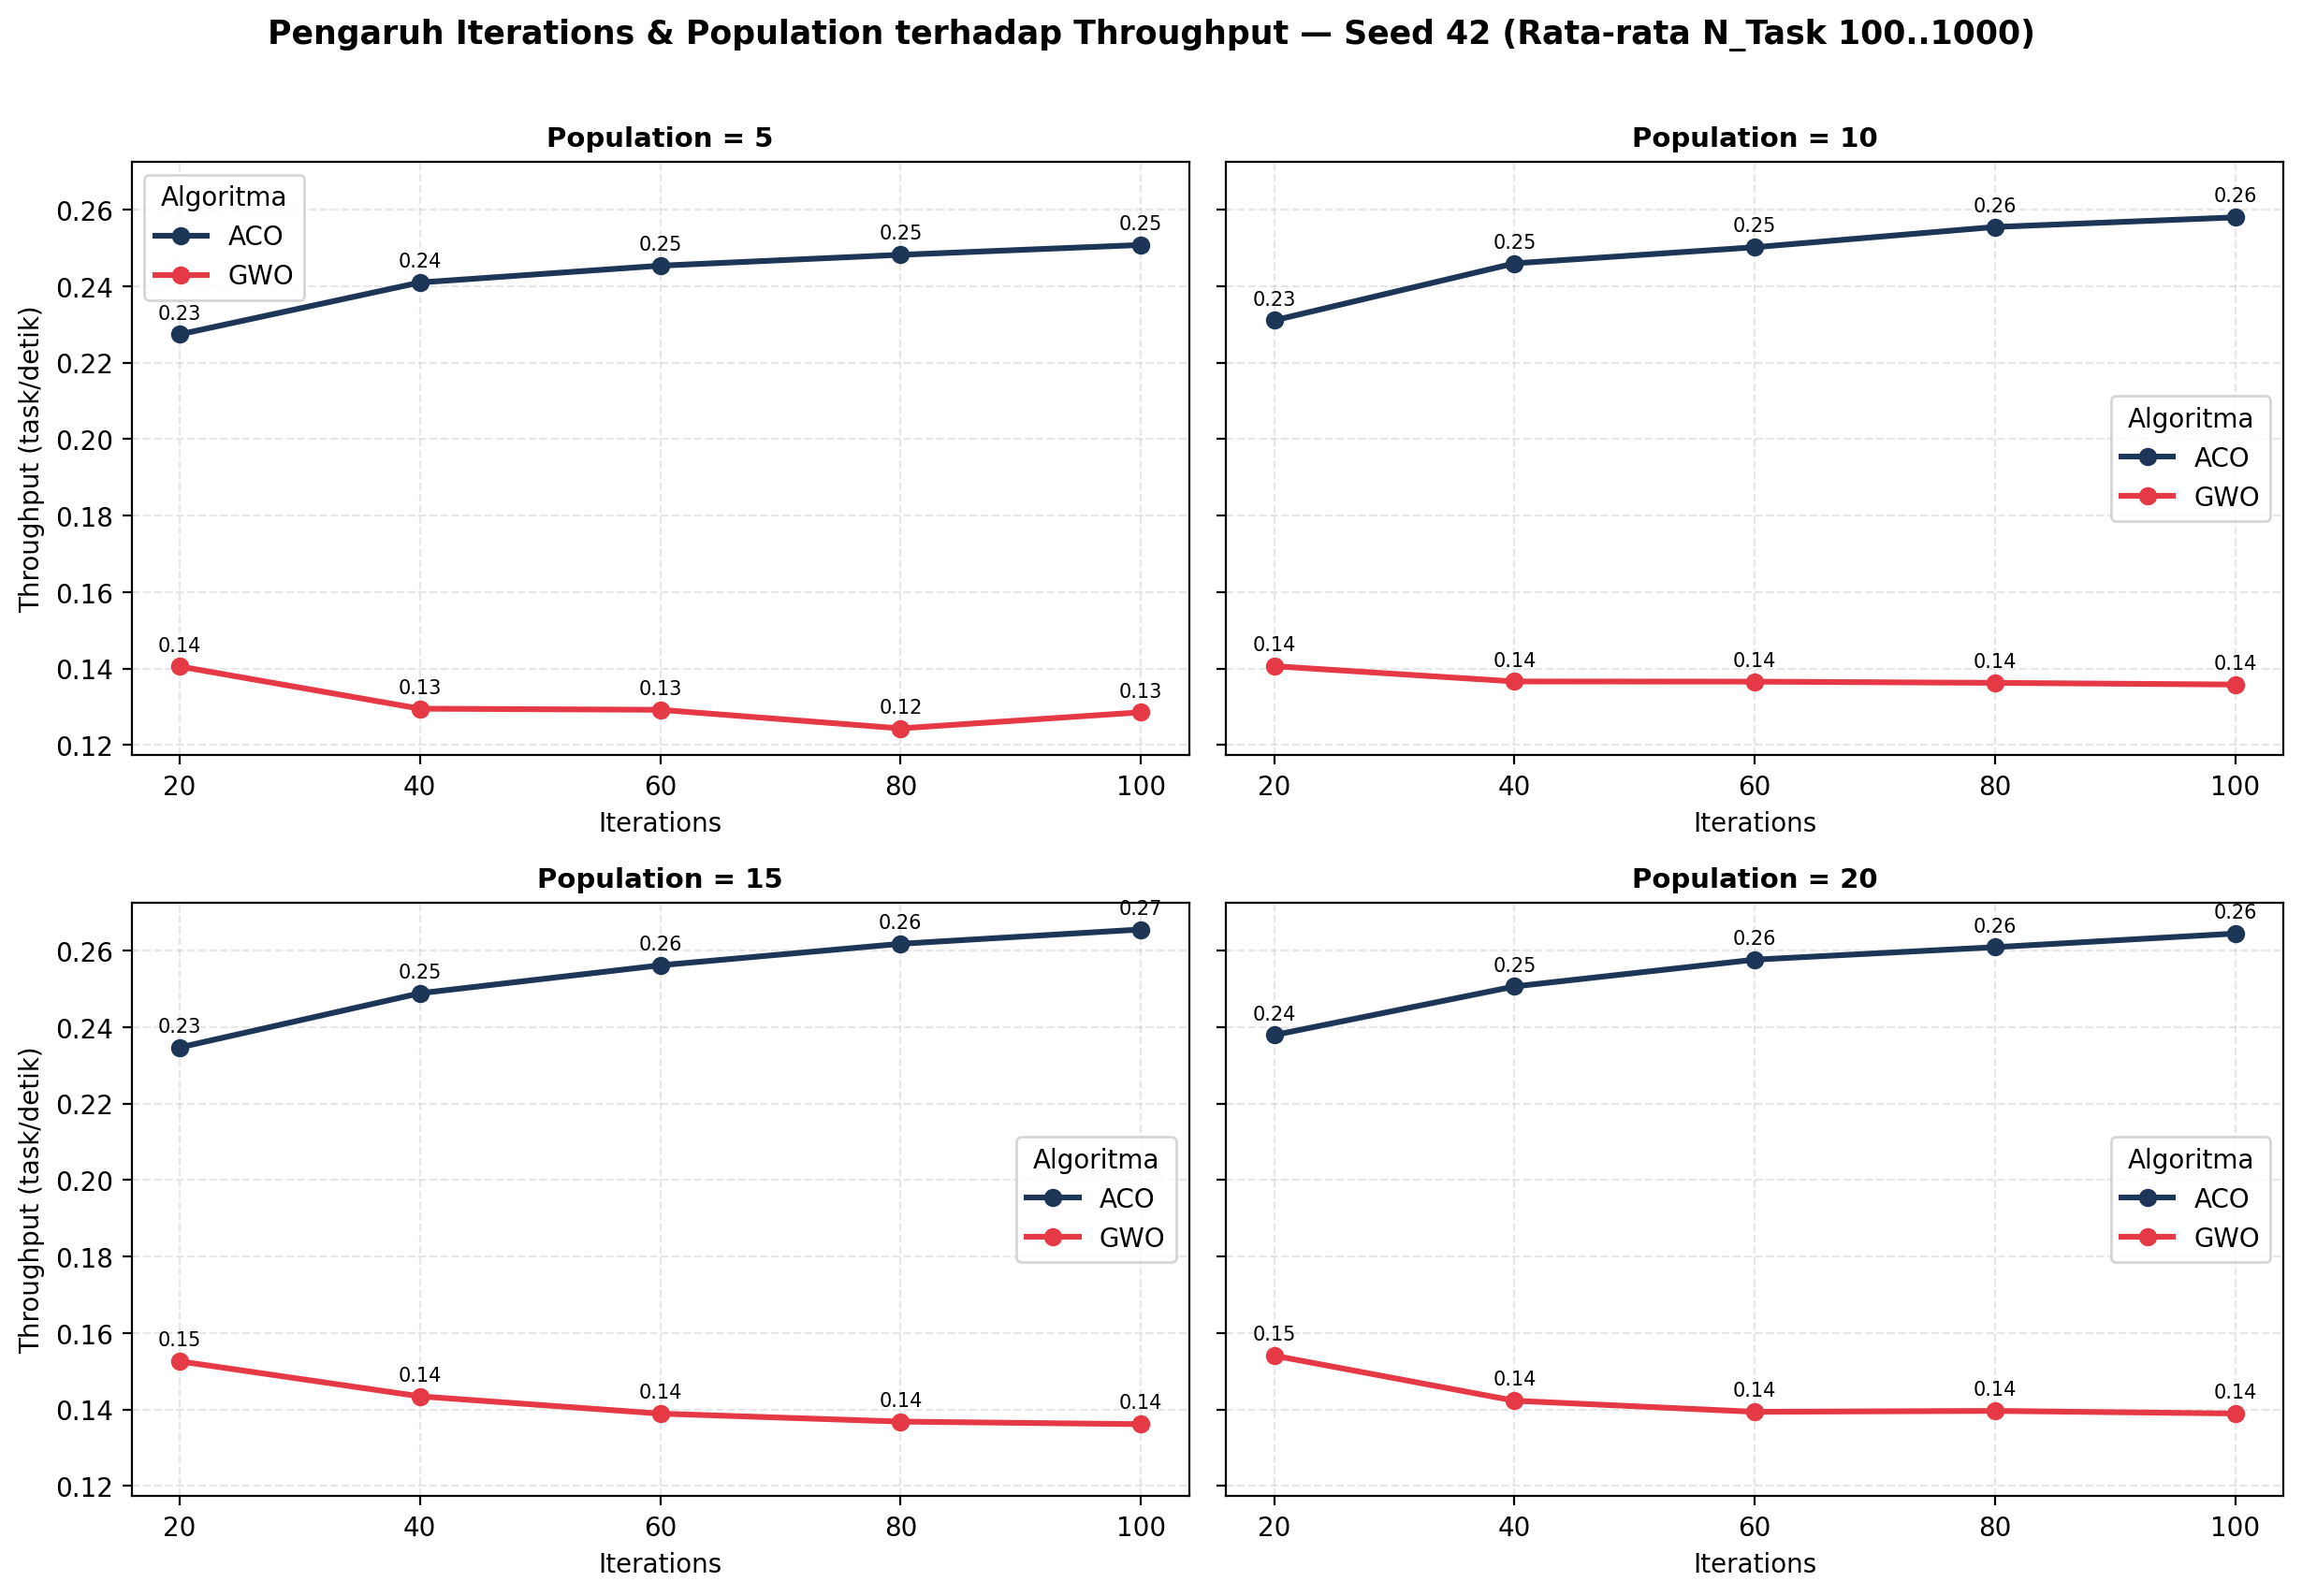 Pengaruh Iterations & Population terhadap Throughput — Seed 42 (Rata-rata N_Task 100..1000)
Population = 5
Throughput (task/detik)
0.26
0.24
0.22
0.20
0.18
0.16
0.14
0.12
Algoritma
ACO
GWO
0.23
0.24
0.25
0.25
0.25
0.14
0.13
0.13
0.12
0.13
20 40 60 80 100
Iterations
Population = 10
0.23
0.25
0.25
0.26
0.26
Algoritma
ACO
GWO
0.14
0.14
0.14
0.14
0.14
20 40 60 80 100
Iterations
Population = 15
Throughput (task/detik)
0.26
0.24
0.22
0.20
0.18
0.16
0.14
0.12
0.23
0.25
0.26
0.26
0.27
Algoritma
ACO
GWO
0.15
0.14
0.14
0.14
0.14
20 40 60 80 100
Iterations
Population = 20
0.24
0.25
0.26
0.26
0.26
Algoritma
ACO
GWO
0.15
0.14
0.14
0.14
0.14
20 40 60 80 100
Iterations